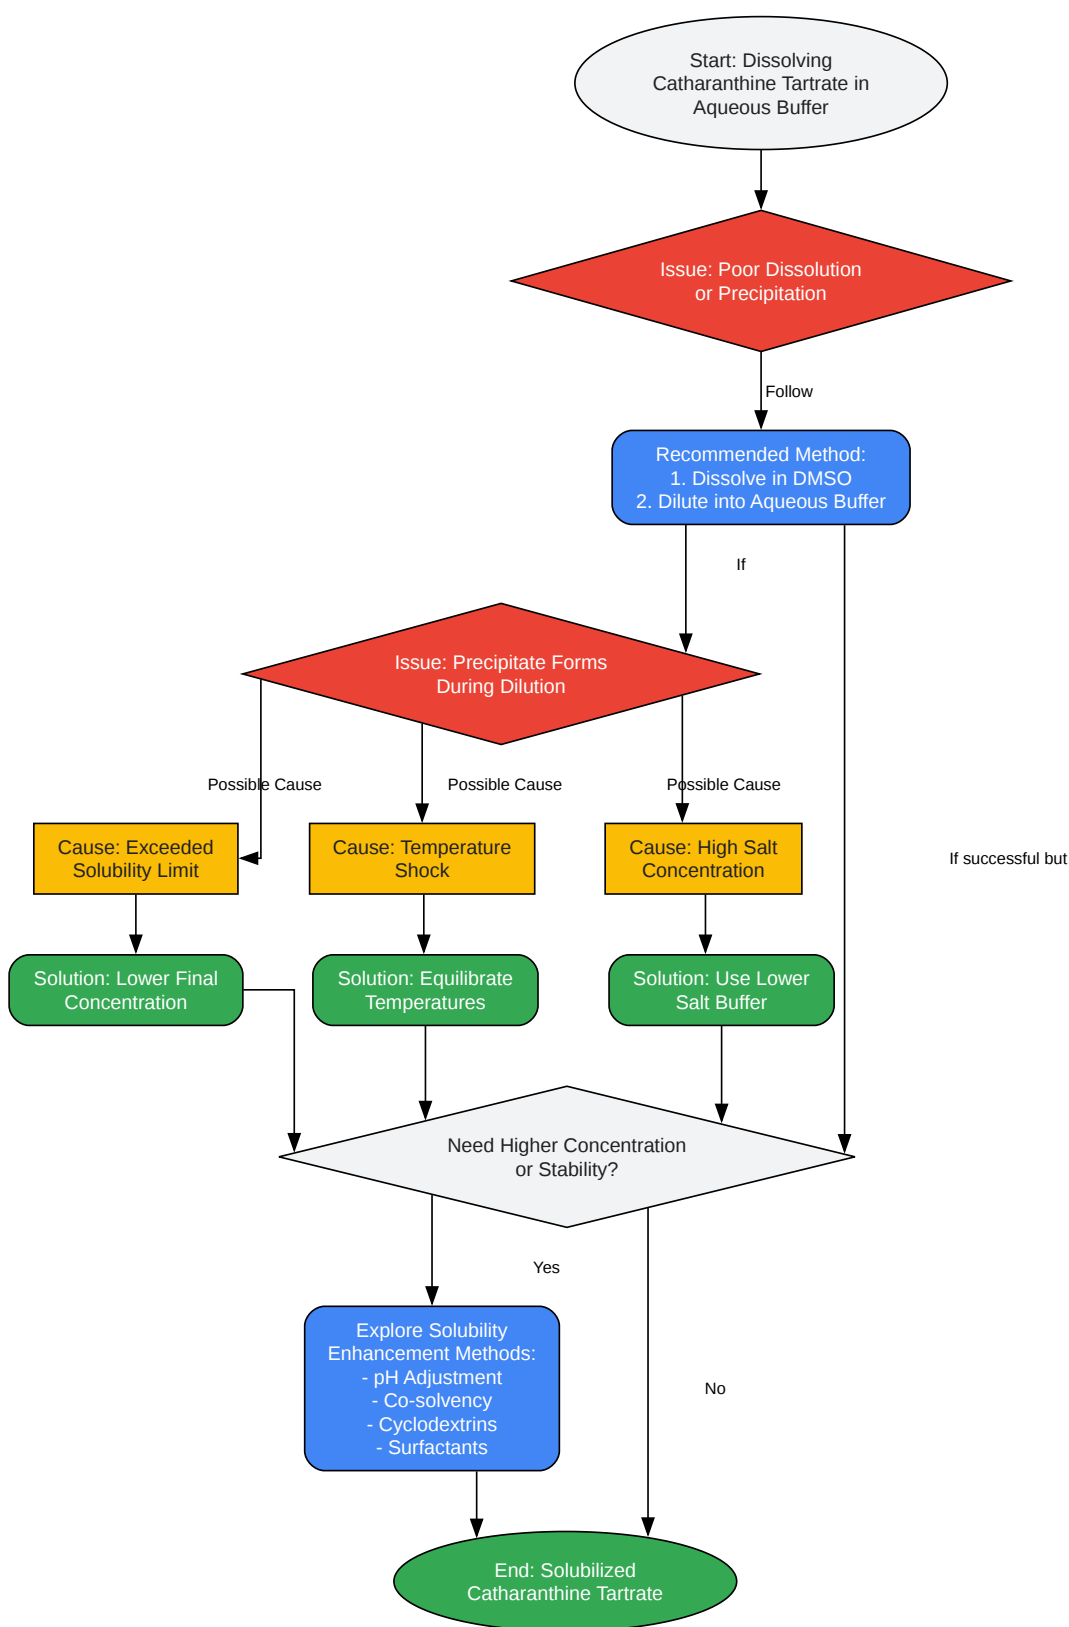 Start: Dissolving
Catharanthine Tartrate in
Aqueous Buffer
Issue: Poor Dissolution
or Precipitation
Follow
Recommended Method:
1. Dissolve in DMSO
2. Dilute into Aqueous Buffer
If
Issue: Precipitate Forms
During Dilution
Possible Cause
Possible Cause
Possible Cause
Cause: Exceeded
Solubility Limit
Cause: Temperature
Shock
Cause: High Salt
Concentration
If successful but
Solution: Lower Final
Concentration
Solution: Equilibrate
Temperatures
Solution: Use Lower
Salt Buffer
Need Higher Concentration
or Stability?
Yes
Explore Solubility
Enhancement Methods:
- pH Adjustment
- Co-solvency
- Cyclodextrins
- Surfactants
No
End: Solubilized
Catharanthine Tartrate